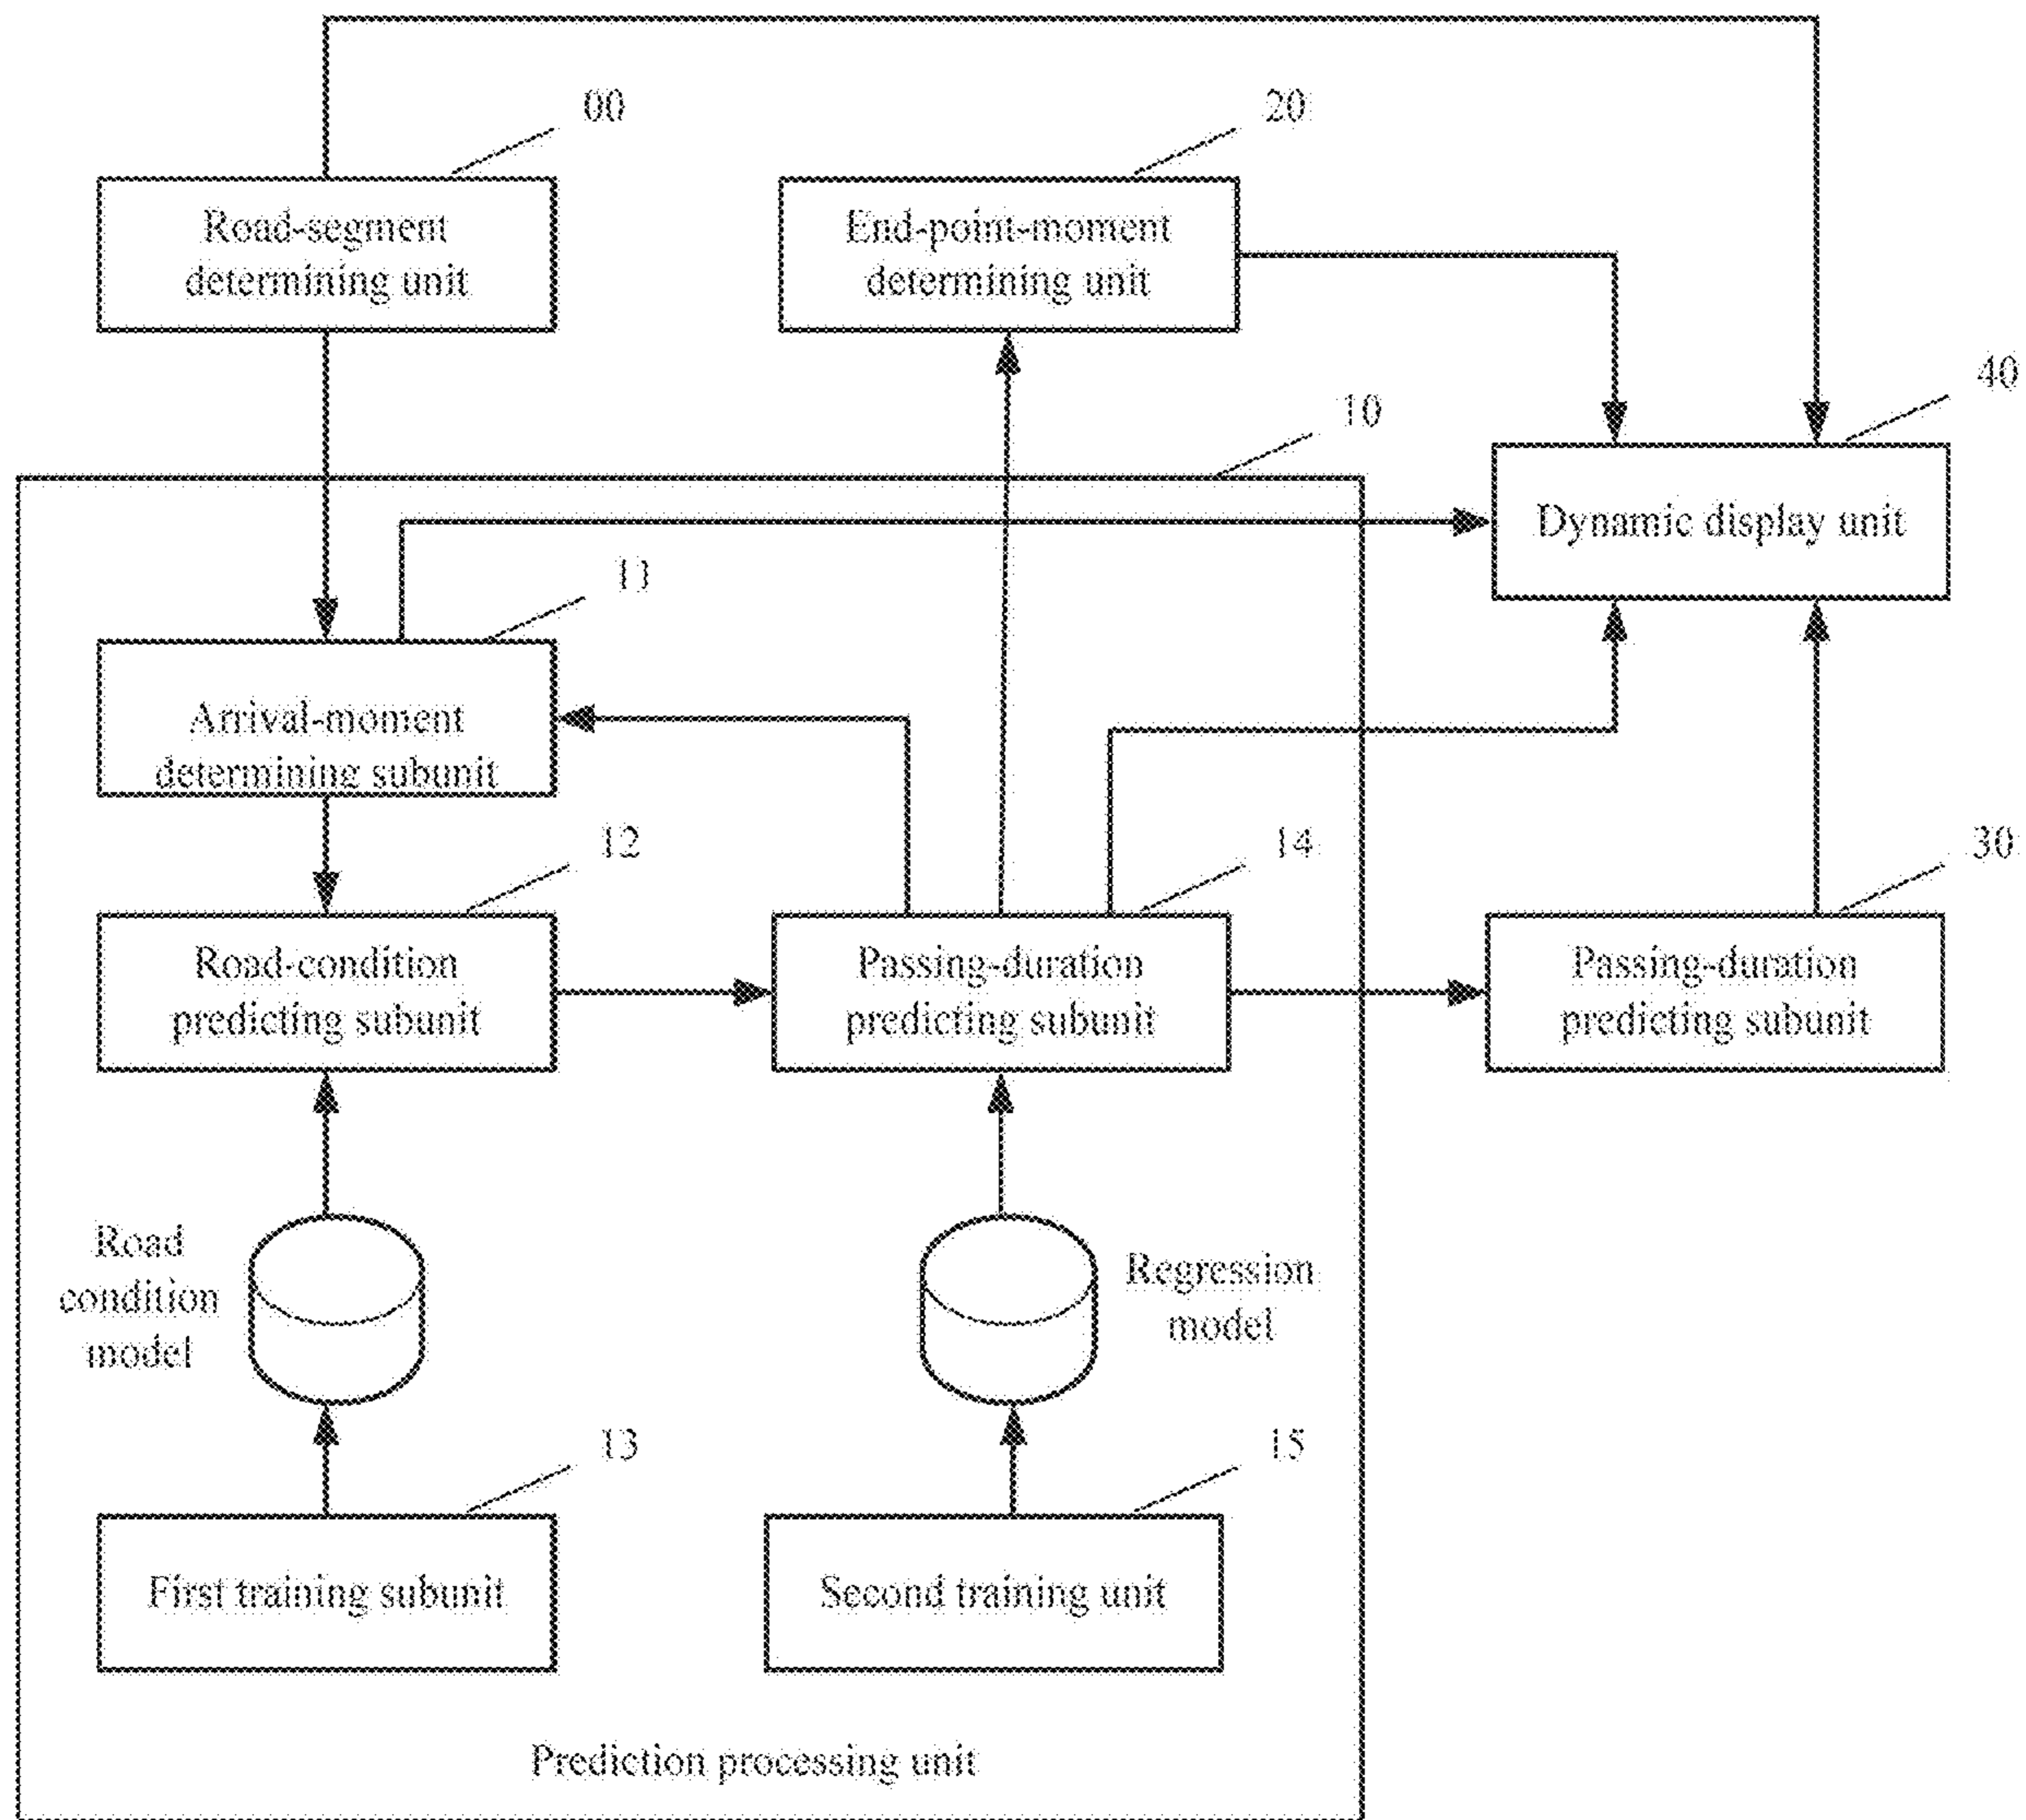 00
20
Road-segment
determining unit
End-point-moment
determining unit
40
10
Dynamic display unit
11
Arrival-moment
determining subunit
12
14
30
Road-condition
predicting subunit
Passing-duration
predicting subunit
Passing-duration
predicting subunit
Road
condition
model
Regression
model
13
15
First training subunit
Second training unit
Prediction processing unit